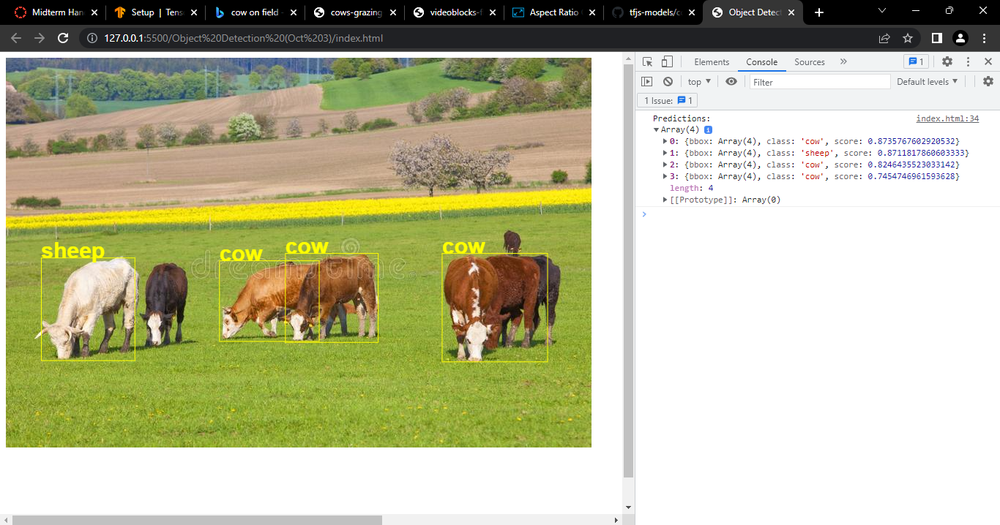 Midterm Han
Setup | Tens
cow on field -
cows-grazing
videoblocks-f
Aspect Ratio
tfjs-models/c
Object Detect
127.0.0.1:5500/Object%20Detection%20(Oct%203)/index.html
Elements
Console
Sources
1
top
Filter
Default levels
1 Issue: 1
Predictions:
index.html:34
Array(4)
0: {bbox: Array(4), class: 'cow', score: 0.8735767602920532}
1: {bbox: Array(4), class: 'sheep', score: 0.8711817860603333}
2: {bbox: Array(4), class: 'cow', score: 0.8246435523033142}
3: {bbox: Array(4), class: 'cow', score: 0.7454746961593628}
length: 4
[[Prototype]]: Array(0)
sheep
cow
cow
cow
dreamstime.